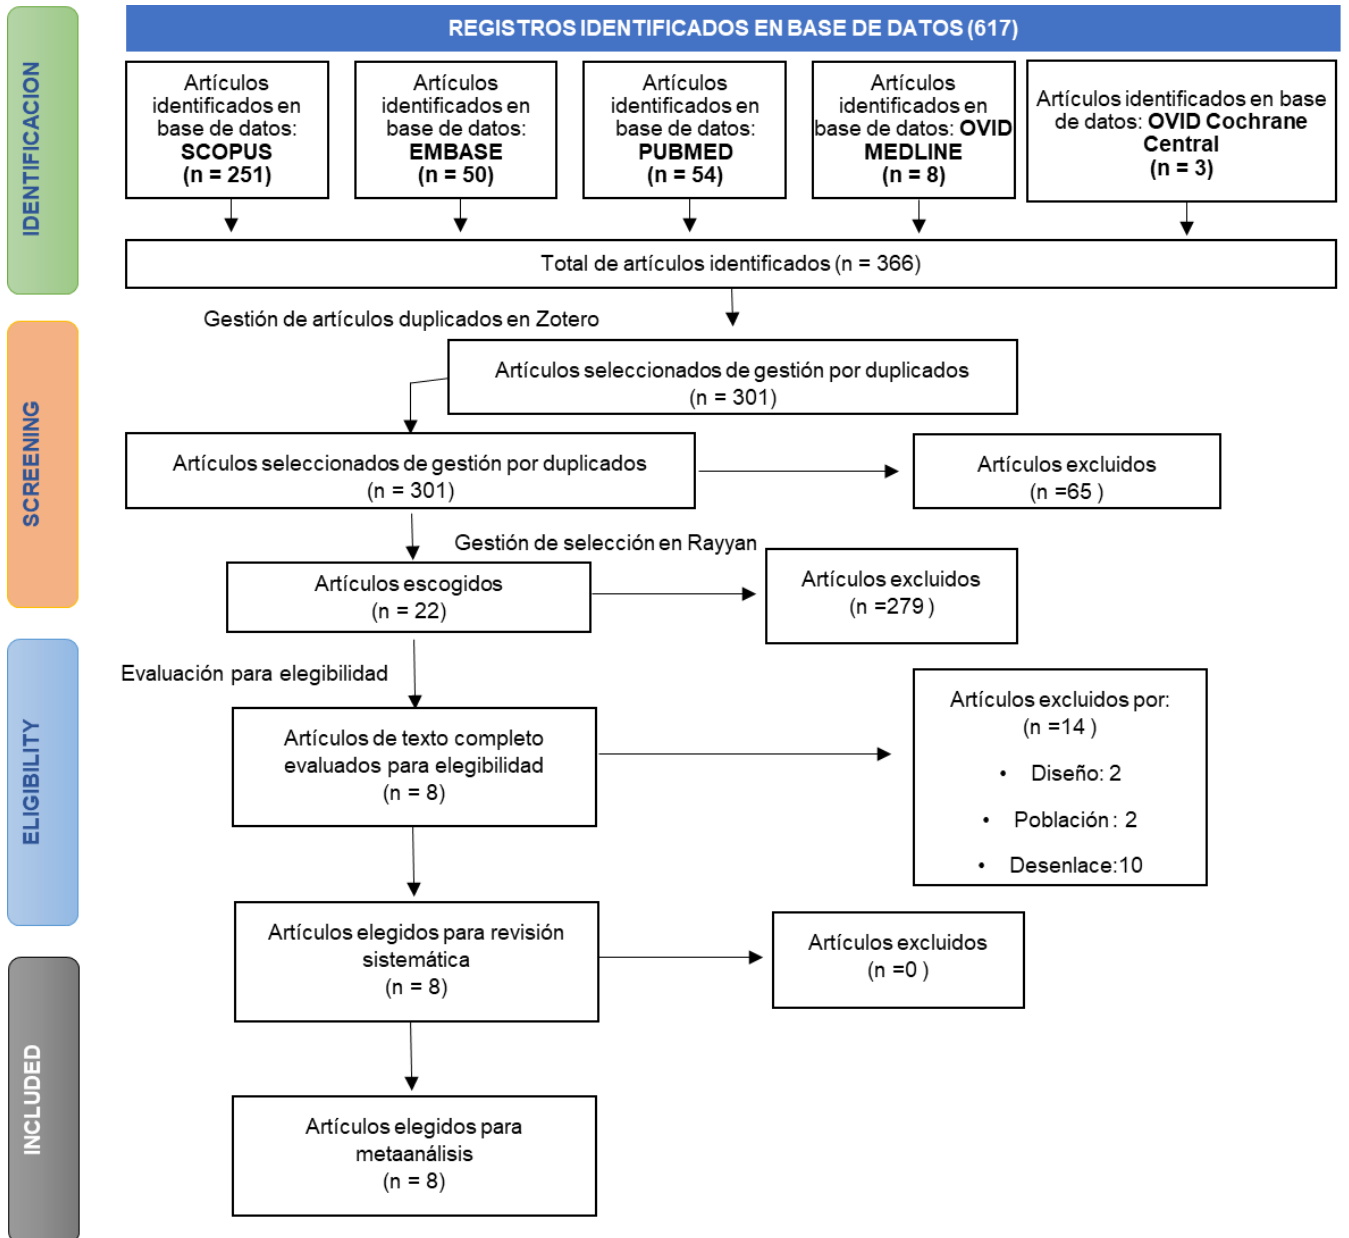 REGISTROS IDENTIFICADOS EN BASE DE DATOS (617)
IDENTIFICACION
Artículos
identificados en
base de datos:
SCOPUS
(n = 251)
Artículos
identificados en
base de datos:
EMBASE
(n = 50)
Artículos
identificados en
base de datos:
PUBMED
(n = 54)
Artículos
identificados en
base de datos: OVID
MEDLINE
(n = 8)
Artículos identificados en base
de datos: OVID Cochrane
Central
(n = 3)
Total de artículos identificados (n = 366)
SCREENING
Gestión de artículos duplicados en Zotero
Artículos seleccionados de gestión por duplicados
(n = 301)
Artículos seleccionados de gestión por duplicados
(n = 301)
Artículos excluidos
(n =65 )
Gestión de selección en Rayyan
Artículos escogidos
(n = 22)
Artículos excluidos
(n =279 )
ELIGIBILITY
Evaluación para elegibilidad
Artículos de texto completo
evaluados para elegibilidad
(n = 8)
Artículos excluidos por:
(n =14 )
• Diseño: 2
• Población : 2
• Desenlace:10
Artículos elegidos para revisión
sistemática
(n = 8)
Artículos excluidos
(n =0 )
INCLUDED
Artículos elegidos para
metaanálisis
(n = 8)